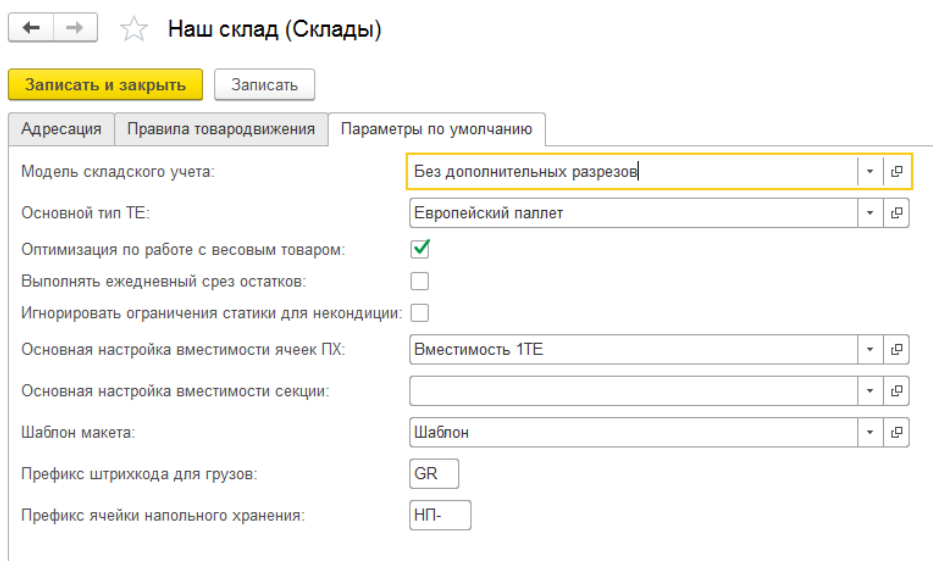 Наш склад (Склады)
Записать и закрыть Записать
Адресация Правила товародвижения Параметры по умолчанию
Модель складского учета: Без дополнительных разрезов
Основной тип ТЕ: Европейский паллет
Оптимизация по работе с весовым товаром:
Выполнять ежедневный срез остатков:
Игнорировать ограничения статики для некондиции:
Основная настройка вместимости ячеек ПХ: Вместимость 1ТЕ
Основная настройка вместимости секции:
Шаблон макета: Шаблон
Префикс штрихкода для грузов: GR
Префикс ячейки напольного хранения: НП-